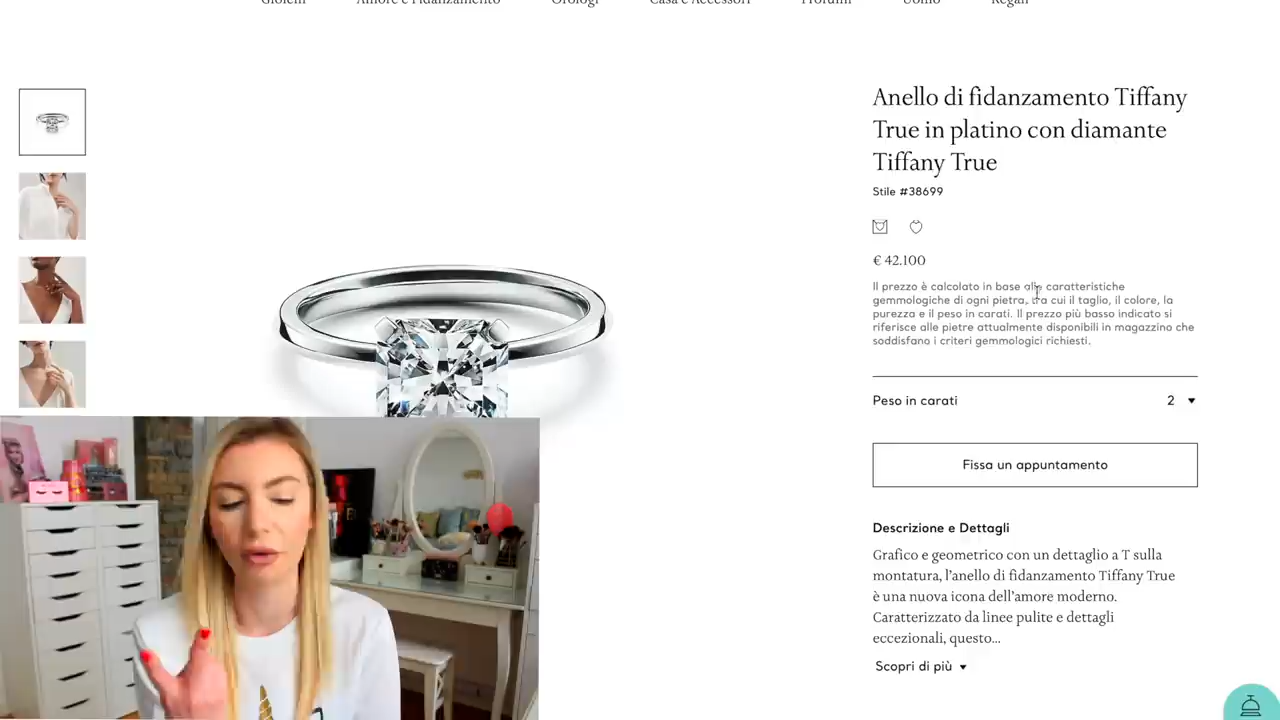 Gioielli Amore e Fidanzamento Orologi Casa e Accessori Profumi Uomo Regali
Anello di fidanzamento Tiffany
True in platino con diamante
Tiffany True
Stile #38699
€ 42.100
Il prezzo è calcolato in base alle caratteristiche
gemmologiche di ogni pietra, tra cui il taglio, il colore, la
purezza e il peso in carati. Il prezzo più basso indicato si
riferisce alle pietre attualmente disponibili in magazzino che
soddisfano i criteri gemmologici richiesti.
Peso in carati 2
Fissa un appuntamento
Descrizione e Dettagli
Grafico e geometrico con un dettaglio a T sulla
montatura, l'anello di fidanzamento Tiffany True
è una nuova icona dell'amore moderno.
Caratterizzato da linee pulite e dettagli
eccezionali, questo...
Scopri di più